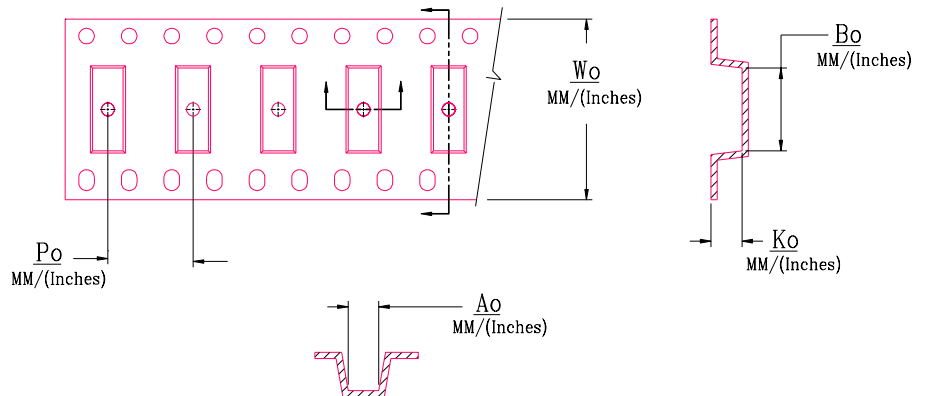 Wo
MM/(Inches)
Bo
MM/(Inches)
Po
MM/(Inches)
Ko
MM/(Inches)
Ao
MM/(Inches)